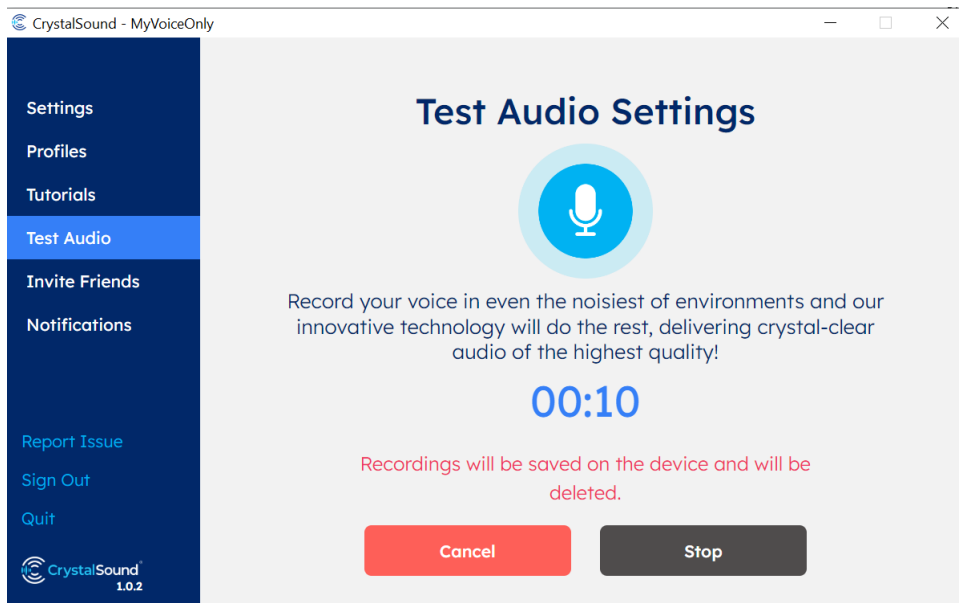 CrystalSound - MyVoiceOnly
Settings
Profiles
Tutorials
Test Audio
Invite Friends
Notifications
Report Issue
Sign Out
Quit
CrystalSound
1.0.2
Test Audio Settings
Record your voice in even the noisiest of environments and our
innovative technology will do the rest, delivering crystal-clear
audio of the highest quality!
00:10
Recordings will be saved on the device and will be
deleted.
Cancel
Stop